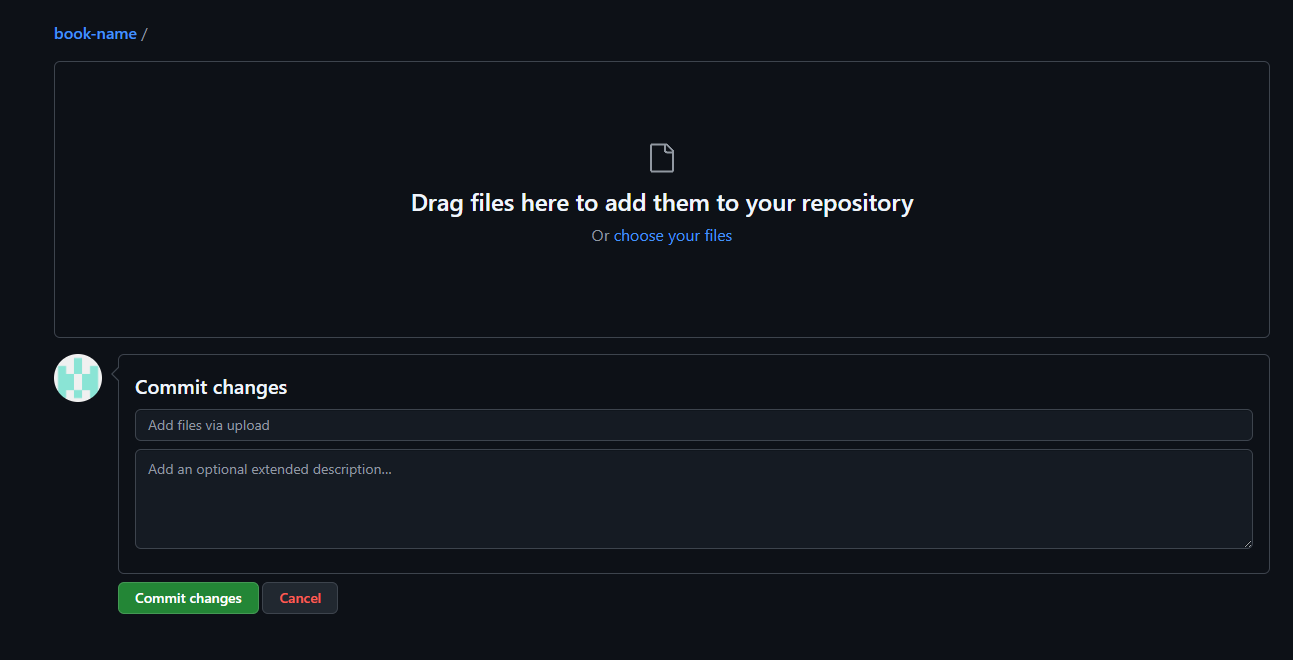 book-name /
Drag files here to add them to your repository
Or choose your files
Commit changes
Add files via upload
Add an optional extended description...
Commit changes Cancel